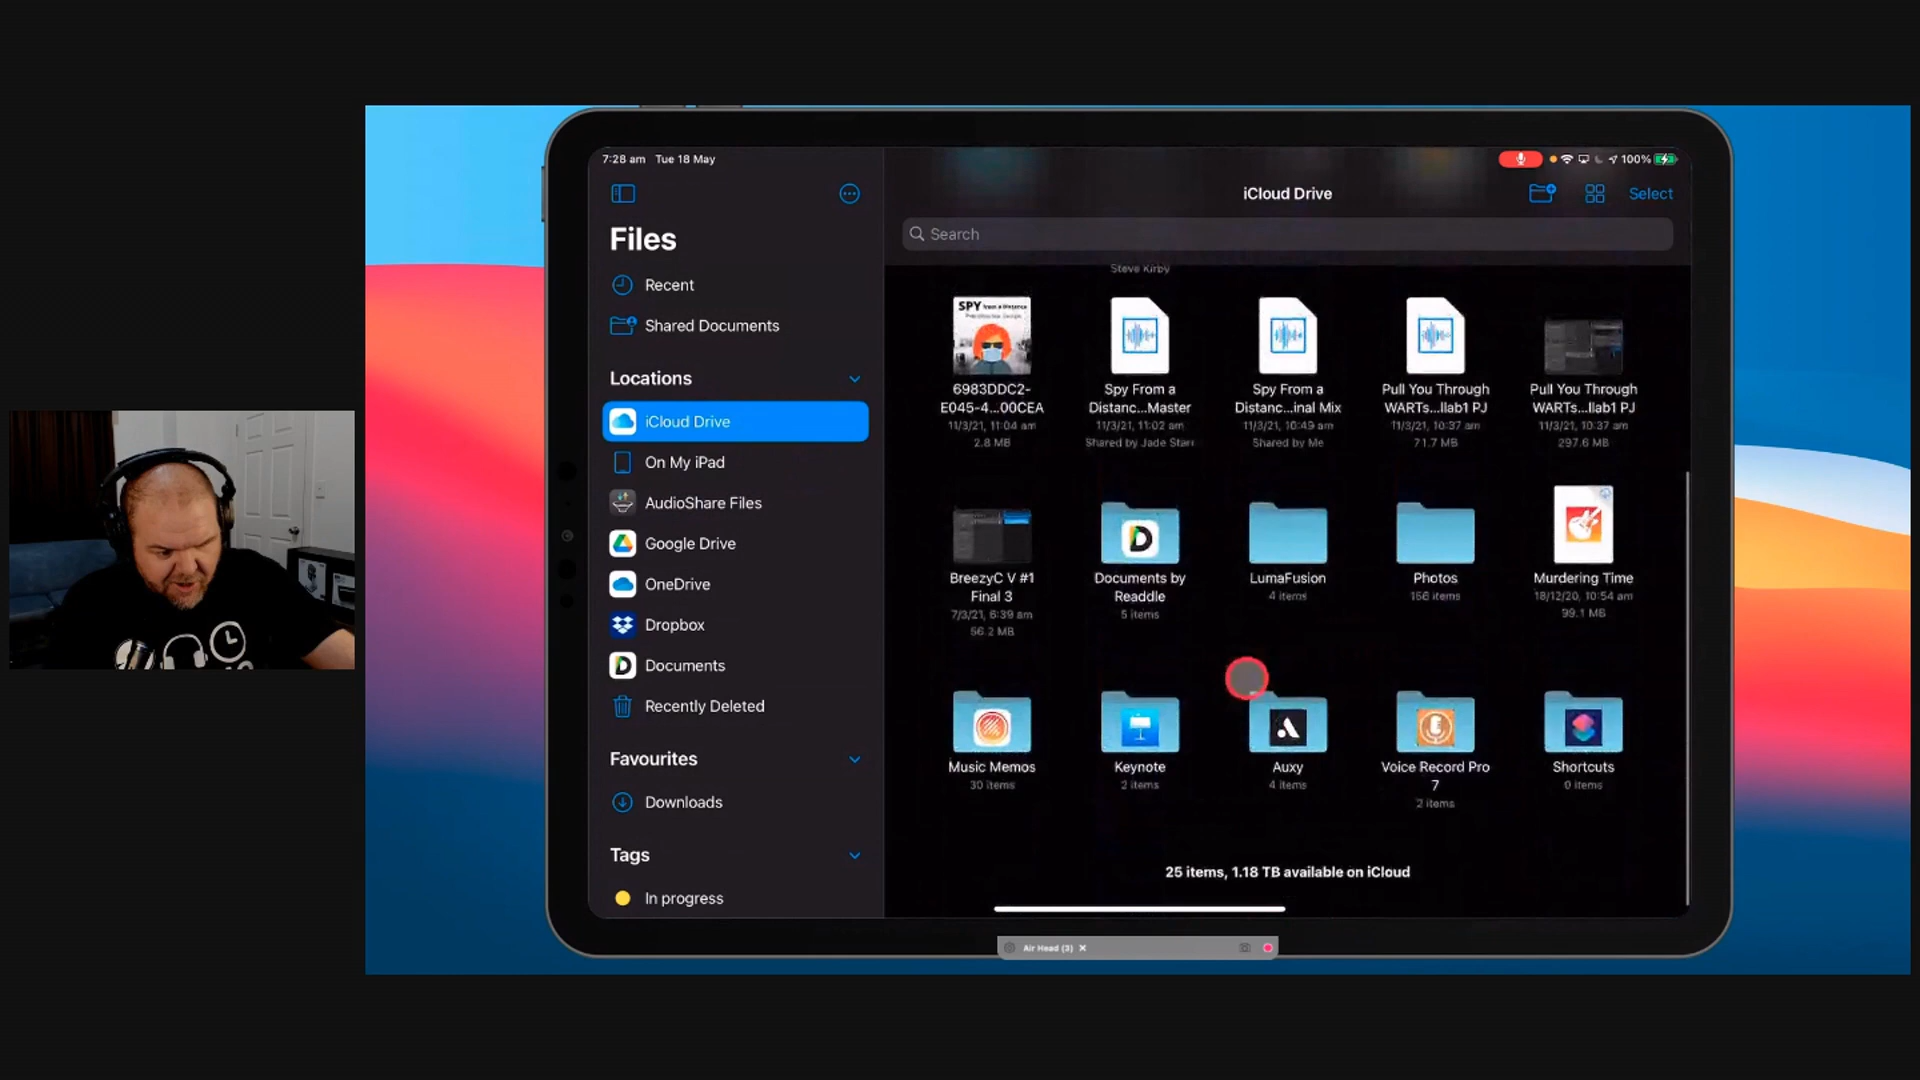 7:28 am Tue 18 May
100%
Files
iCloud Drive
Select
Search
Recent
Shared Documents
Locations
iCloud Drive
On My iPad
AudioShare Files
Google Drive
OneDrive
Dropbox
Documents
Recently Deleted
Favourites
Downloads
Tags
In progress
Steve Kirby
SPY from a Distance
6983DDC2-
E045-4...00CEA
11/3/21, 11:04 am
2.8 MB
Spy From a
Distanc...Master
11/3/21, 11:02 am
Shared by Jade Starr
Spy From a
Distanc...inal Mix
11/3/21, 10:49 am
Shared by Me
Pull You Through
WARTs...llab1 PJ
11/3/21, 10:37 am
71.7 MB
Pull You Through
WARTs...llab1 PJ
11/3/21, 10:37 am
297.6 MB
BreezyC V #1
Final 3
7/3/21, 6:39 am
56.2 MB
Documents by
Readdle
5 items
LumaFusion
4 items
Photos
156 items
Murdering Time
18/12/20, 10:54 am
99.1 MB
Music Memos
30 items
Keynote
2 items
Auxy
4 items
Voice Record Pro
7
2 items
Shortcuts
0 items
25 items, 1.18 TB available on iCloud
Air Head (3)